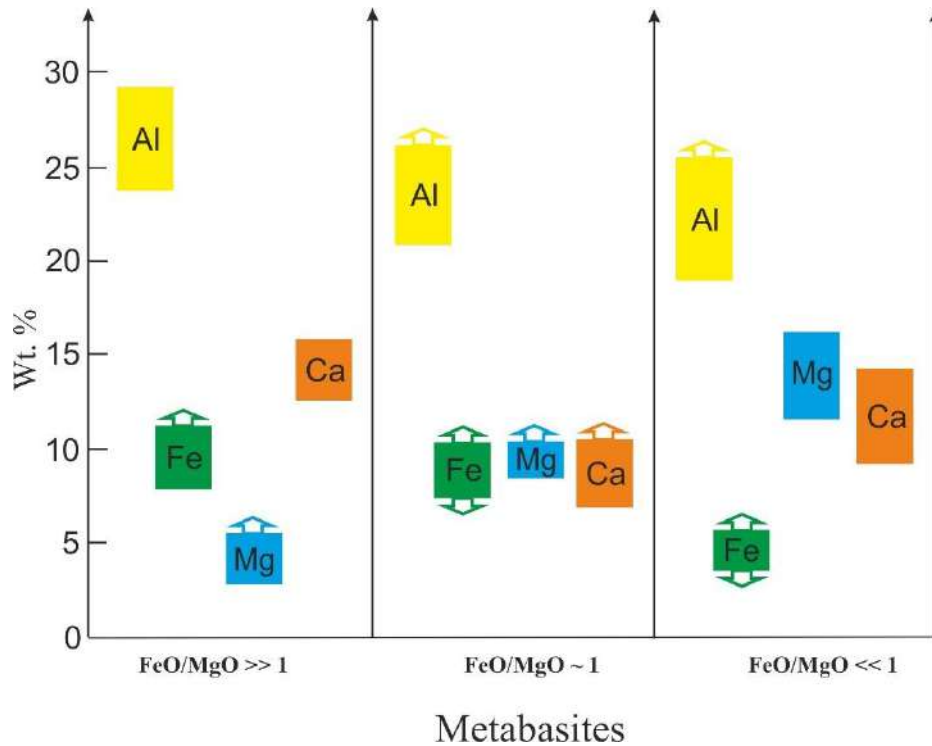 Wt. %
30
25
20
15
10
5
0
Al
Fe
Mg
Ca
Al
Fe
Mg
Ca
Al
Fe
Mg
Ca
FeO/MgO >> 1
FeO/MgO ~ 1
FeO/MgO << 1
Metabasites